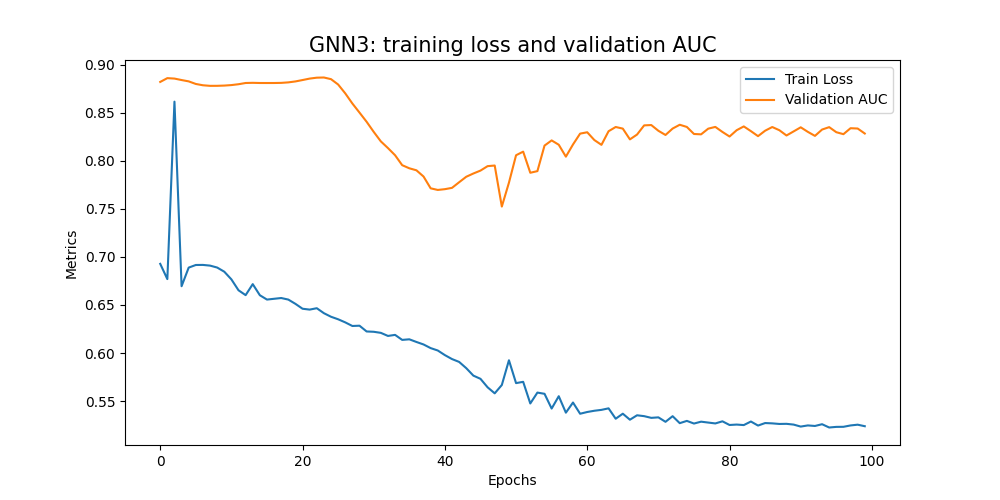 GNN3: training loss and validation AUC
Train Loss
Validation AUC
Metrics
0.90
0.85
0.80
0.75
0.70
0.65
0.60
0.55
0 20 40 60 80 100
Epochs